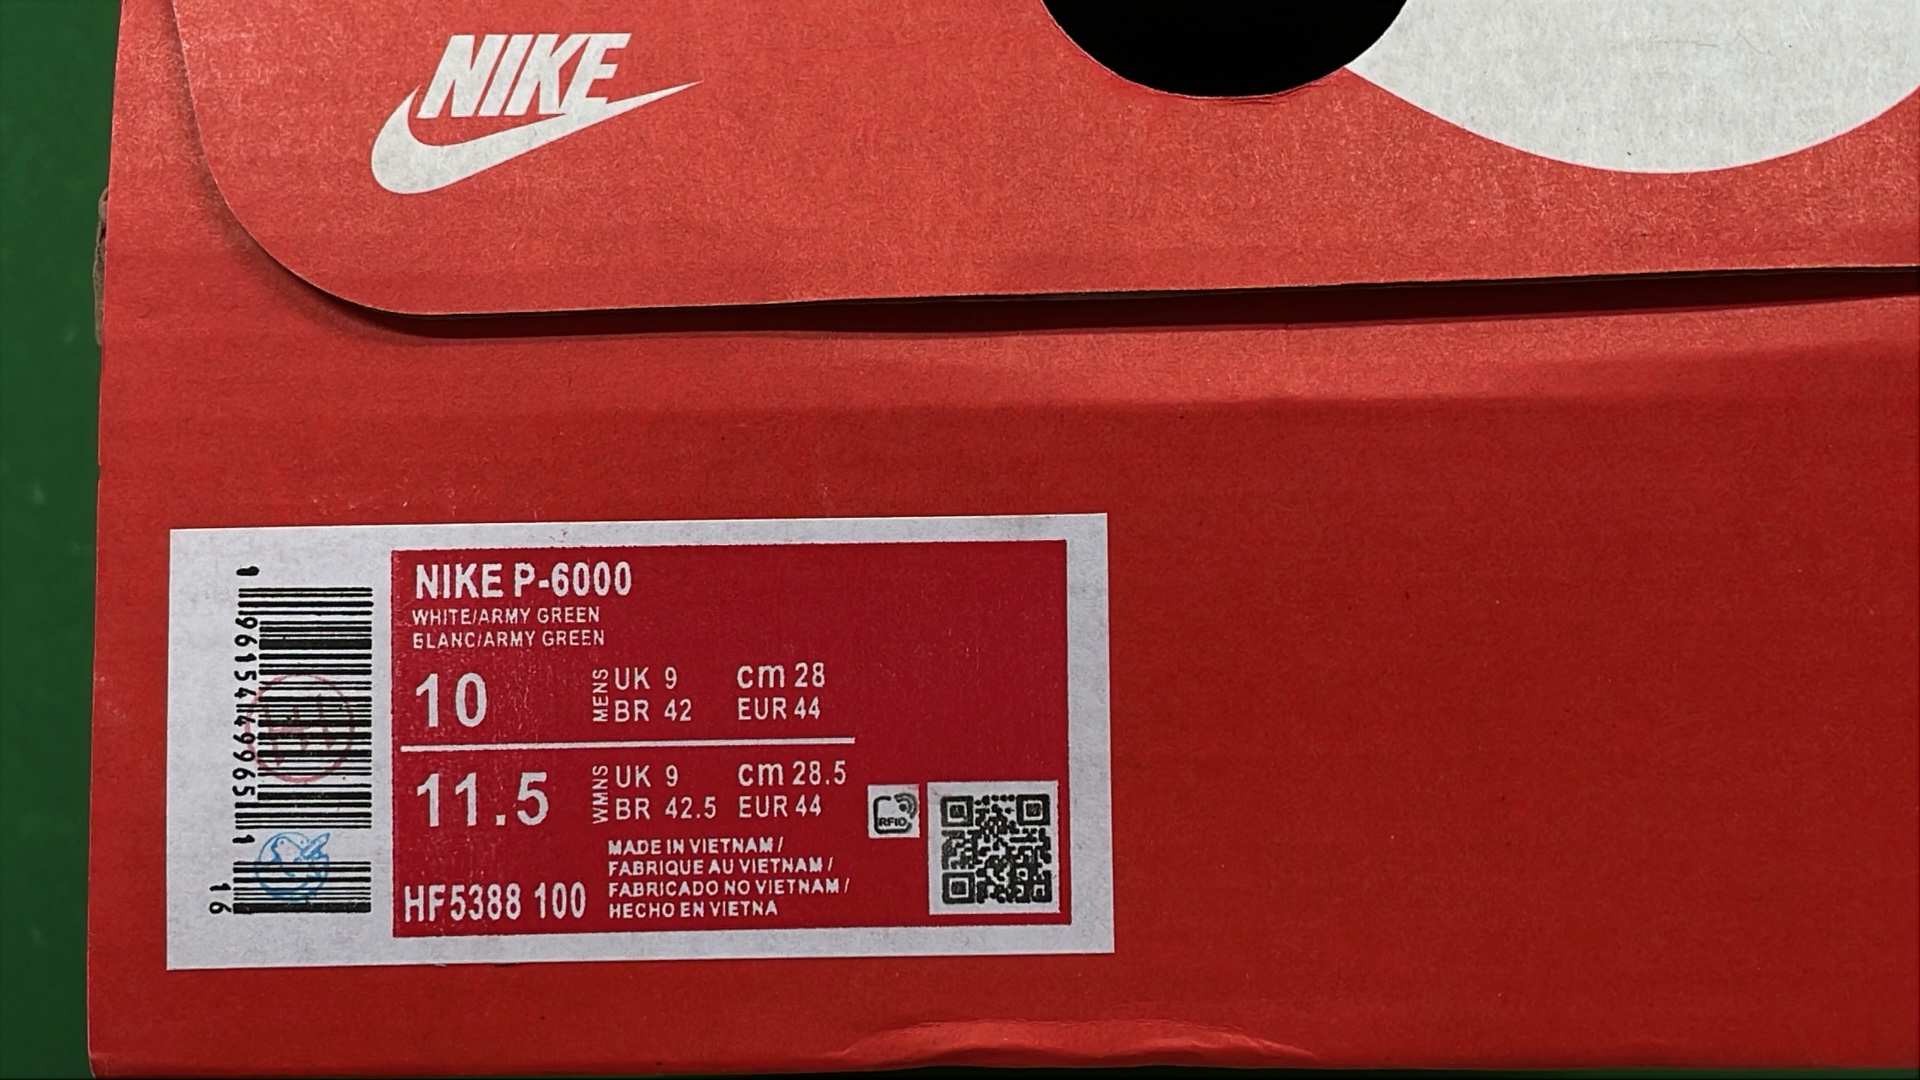 NIKE
NIKE P-6000
WHITE/ARMY GREEN
BLANC/ARMY GREEN
10
MENS
UK 9 cm 28
BR 42 EUR 44
11.5
WMNS
UK 9 cm 28.5
BR 42.5 EUR 44
MADE IN VIETNAM /
FABRIQUE AU VIETNAM /
FABRICADO NO VIETNAM /
HECHO EN VIETNA
HF5388 100
RFID
1 96154 49965 1
16